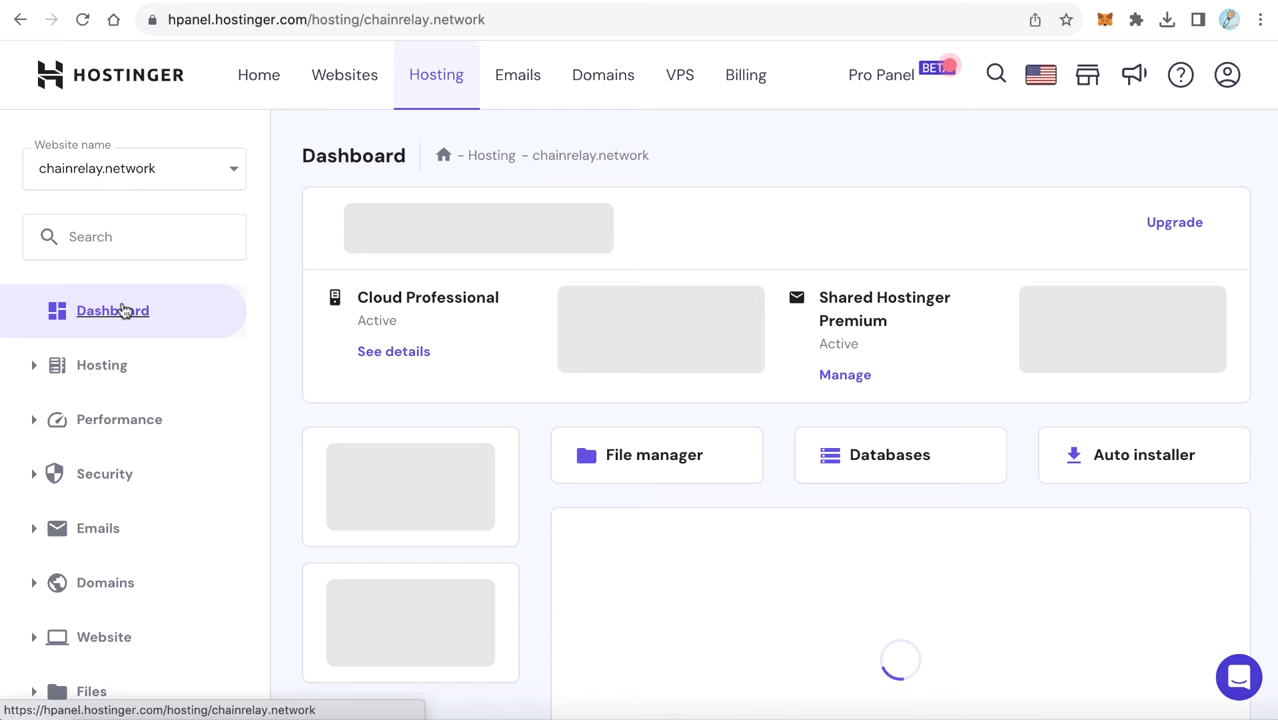 hpanel.hostinger.com/hosting/chainrelay.network
HOSTINGER
Home
Websites
Hosting
Emails
Domains
VPS
Billing
Pro Panel
BETA
Website name
chainrelay.network
Search
Dashboard
Hosting
Performance
Security
Emails
Domains
Website
Files
Dashboard
- Hosting - chainrelay.network
Upgrade
Cloud Professional
Active
See details
Shared Hostinger
Premium
Active
Manage
File manager
Databases
Auto installer
https://hpanel.hostinger.com/hosting/chainrelay.network